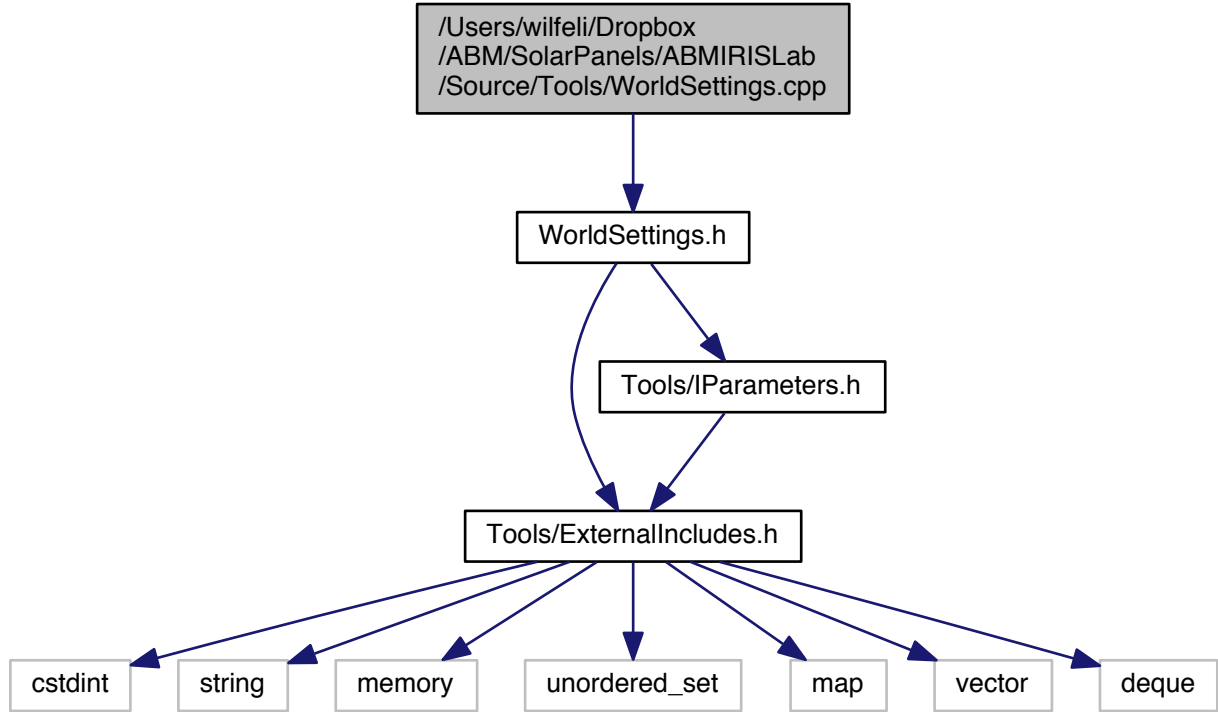 /Users/wilfeli/Dropbox
/ABM/SolarPanels/ABMIRISLab
/Source/Tools/WorldSettings.cpp
WorldSettings.h
Tools/IParameters.h
Tools/ExternalIncludes.h
cstdint
string
memory
unordered_set
map
vector
deque